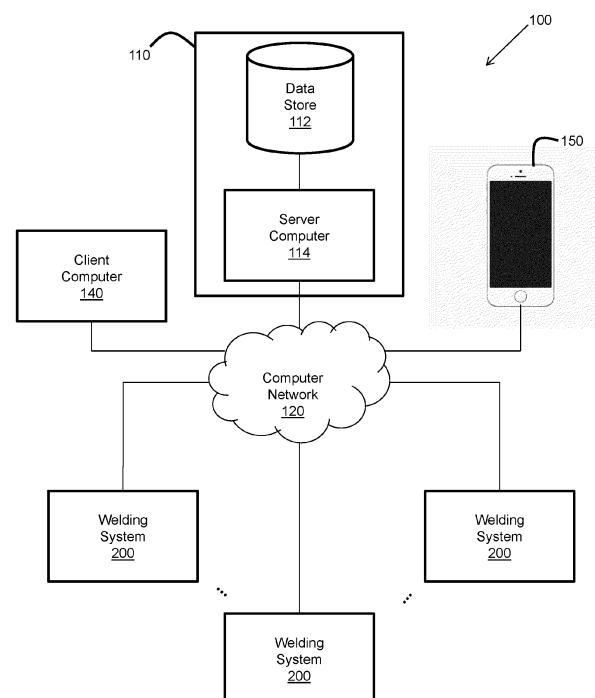 100
110
Data
Store
112
150
Server
Computer
114
Client
Computer
140
Computer
Network
120
Welding
System
200
Welding
System
200
Welding
System
200